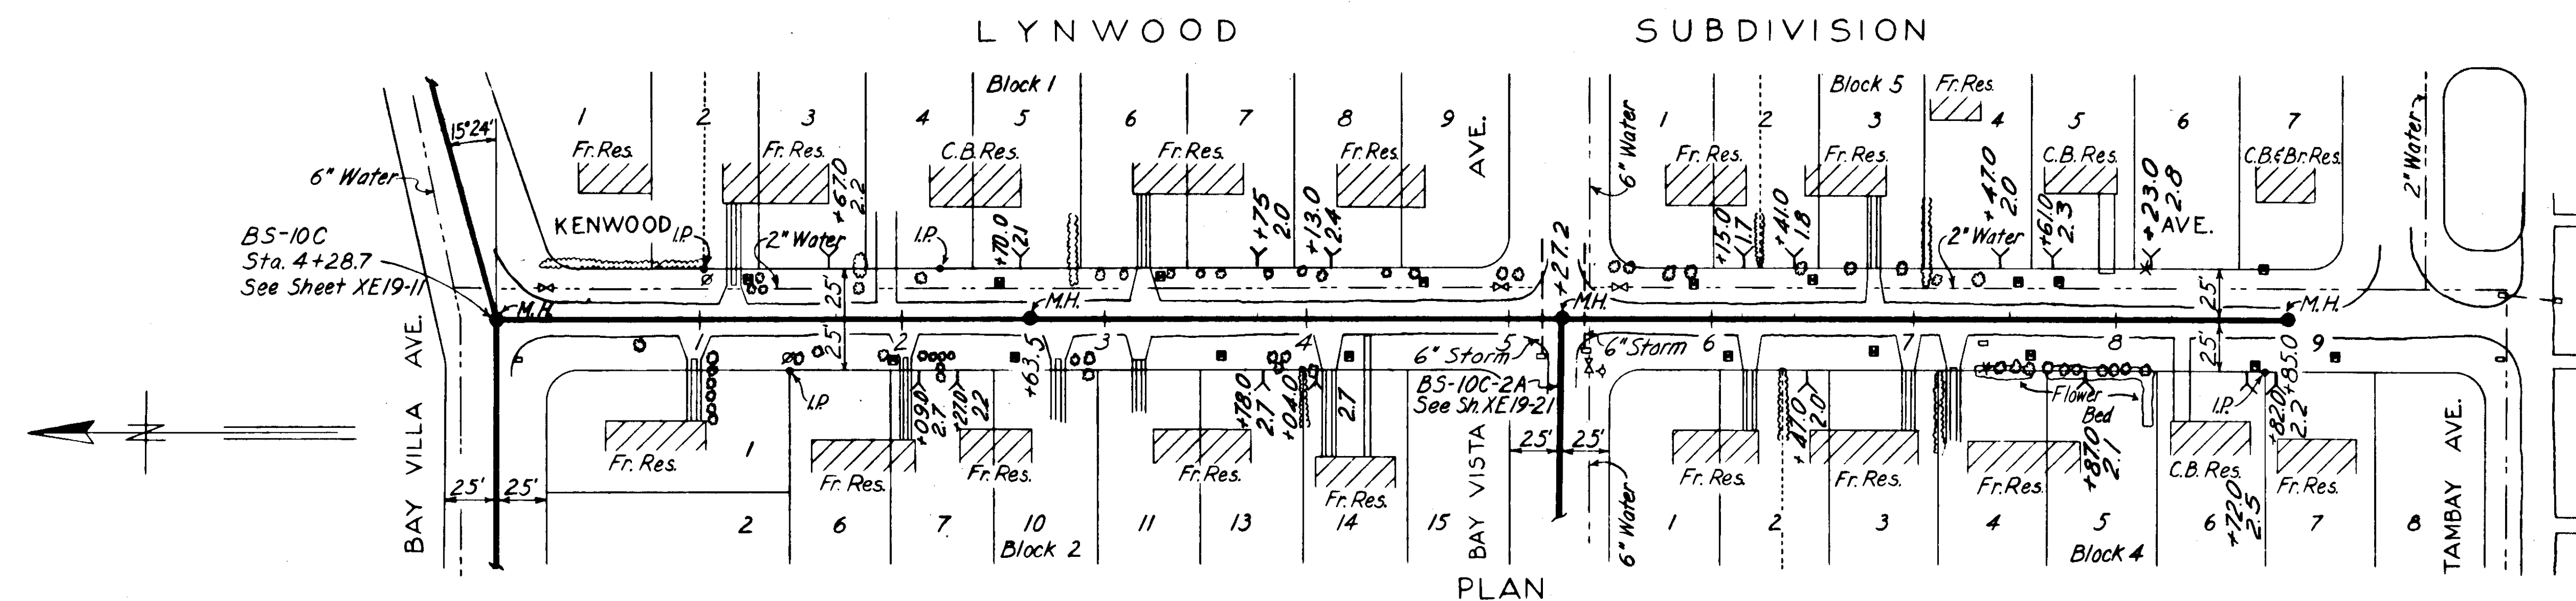 LYNWOOD SUBDIVISION
Block 1
Block 5
Fr. Res.
15°24'
1 2 3 4 5 6 7 8 9
AVE.
6" Water
1 2 3 4 5 6 7
2" Water
Fr. Res.
Fr. Res.
C.B. Res.
Fr. Res.
Fr. Res.
Fr. Res.
Fr. Res.
C.B. Res.
C.B.&Br. Res.
6" Water
KENWOOD
AVE.
I.P.
2" Water
+67.0
2.2
I.P.
+70.0
2.1
+75
2.0
+13.0
2.4
+27.2
+15.0
1.7
+41.0
1.8
2" Water
+47.0
2.0
+61.0
2.3
+23.0
2.8
BS-10C
Sta. 4+28.7
See Sheet XE19-11
M.H.
25'
25'
M.H.
M.H.
25'
25'
M.H.
1 2 3 4 5 6 7 8 9
+63.5
6" Storm
6" Storm
BS-10C-2A
See Sh. XE19-21
+85.0
I.P.
+09.0
2.7
+27.0
2.2
+78.0
2.7
+04.0
2.7
+47.0
2.0
Flower
Bed
+87.0
2.1
I.P.
+82.0
2.2
+72.0
2.5
BAY VILLA AVE.
25'
25'
Fr. Res.
1
Fr. Res.
Fr. Res.
Fr. Res.
Fr. Res.
BAY VISTA
25'
25'
6" Water
Fr. Res.
Fr. Res.
Fr. Res.
C.B. Res.
Fr. Res.
TAMBAY AVE.
2 6 7 10 11 13 14 15
1 2 3 4 5 6 7 8
Block 2
Block 4
PLAN